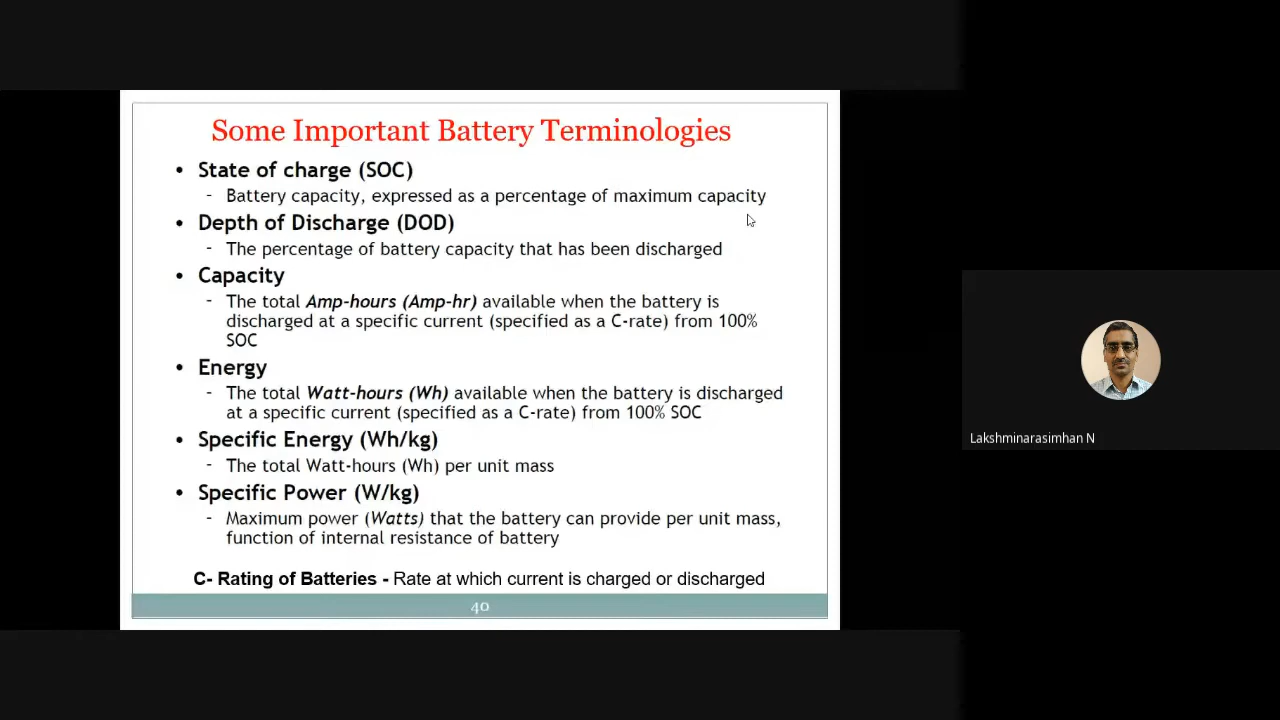 Some Important Battery Terminologies
• State of charge (SOC)
- Battery capacity, expressed as a percentage of maximum capacity
• Depth of Discharge (DOD)
- The percentage of battery capacity that has been discharged
• Capacity
- The total Amp-hours (Amp-hr) available when the battery is
discharged at a specific current (specified as a C-rate) from 100%
SOC
• Energy
- The total Watt-hours (Wh) available when the battery is discharged
at a specific current (specified as a C-rate) from 100% SOC
• Specific Energy (Wh/kg)
- The total Watt-hours (Wh) per unit mass
• Specific Power (W/kg)
- Maximum power (Watts) that the battery can provide per unit mass,
function of internal resistance of battery
C- Rating of Batteries - Rate at which current is charged or discharged
40
Lakshminarasimhan N